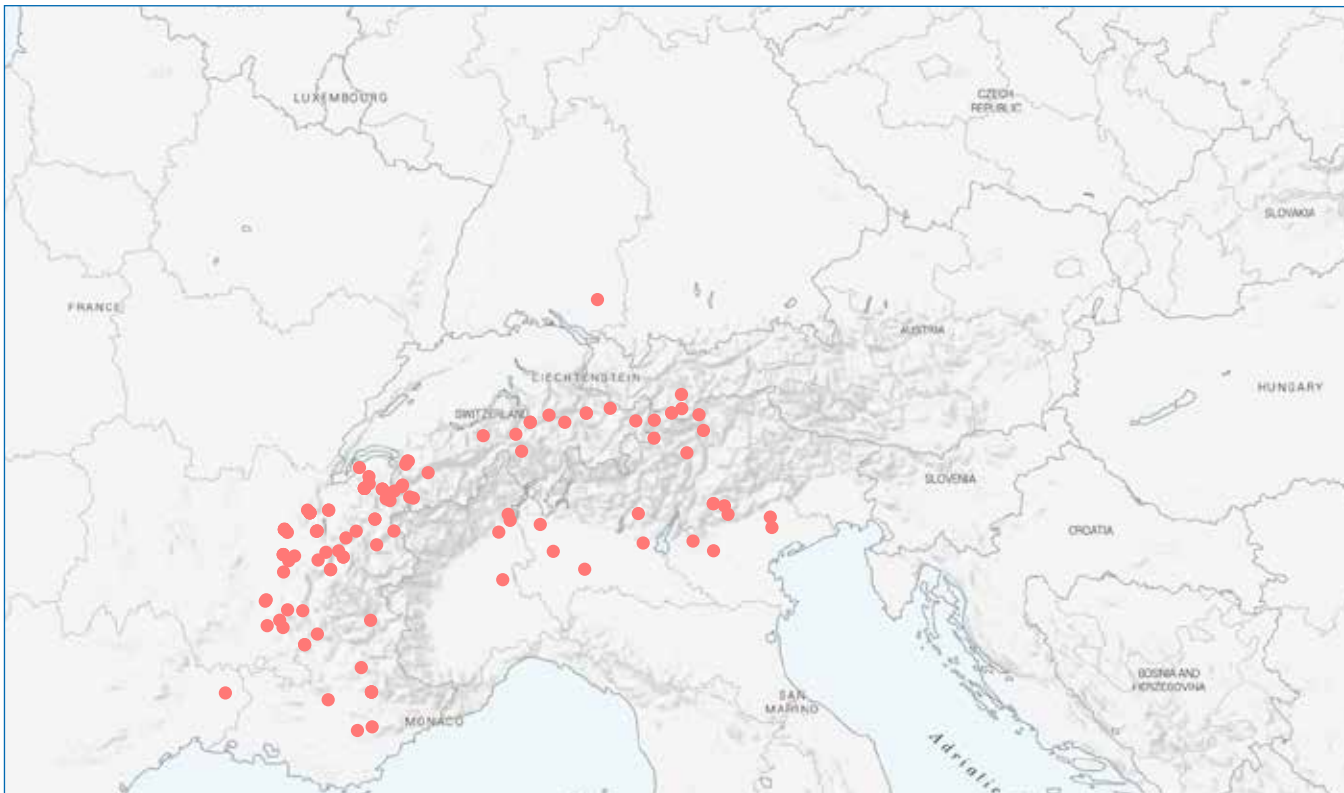 LUXEMBOURG
CZECH
REPUBLIC
SLOVAKIA
FRANCE
AUSTRIA
LIECHTENSTEIN
HUNGARY
SWITZERLAND
SLOVENIA
CROATIA
BOSNIA AND
HERZEGOVINA
SAN
MARINO
MONACO
Adriatic